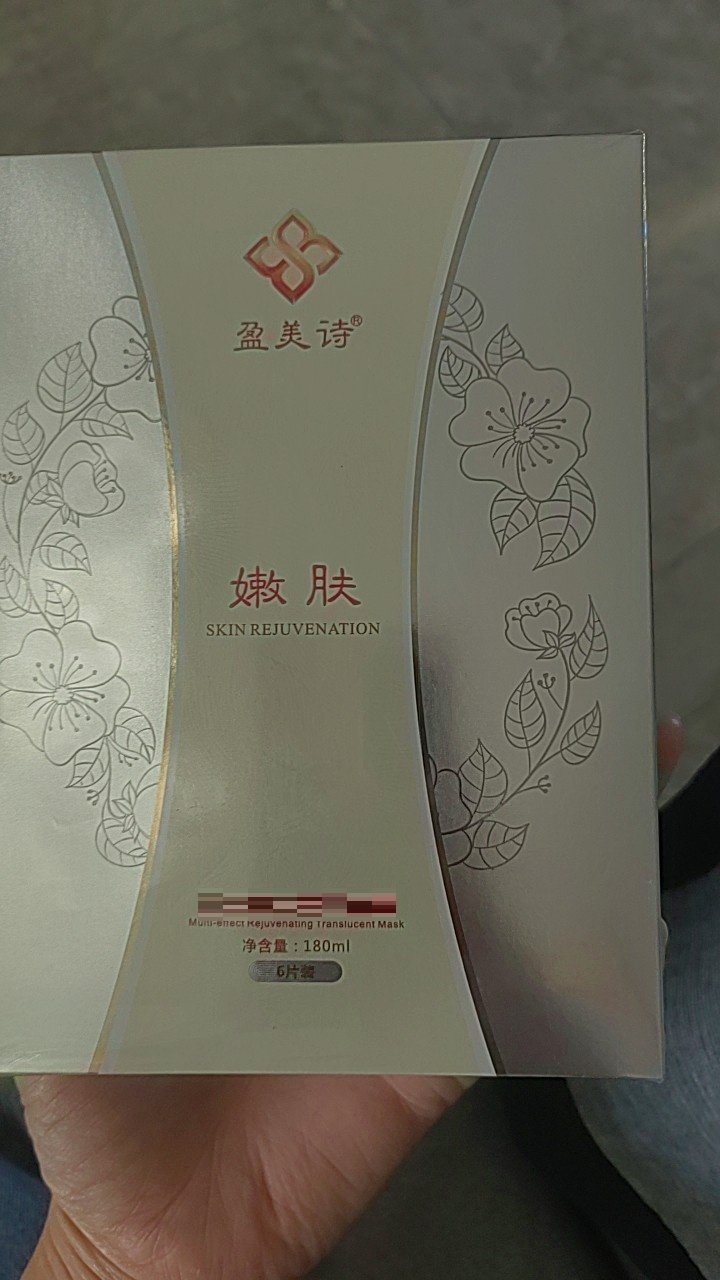 盈美诗®
嫩肤
SKIN REJUVENATION
Multi-effect Rejuvenating Translucent Mask
净含量：180ml
6片装